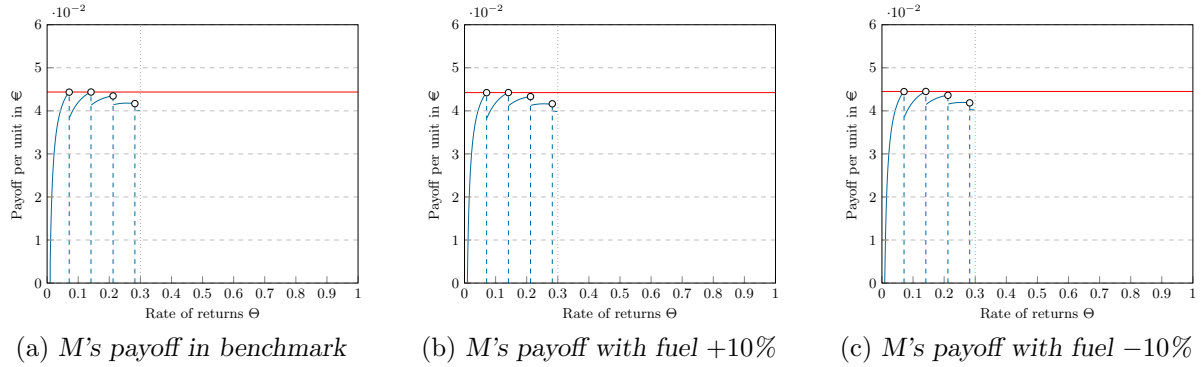 ·10⁻²
6
5
4
3
2
1
0
Payoff per unit in €
0 0.1 0.2 0.3 0.4 0.5 0.6 0.7 0.8 0.9 1
Rate of returns Θ
(a) M's payoff in benchmark
·10⁻²
6
5
4
3
2
1
0
Payoff per unit in €
0 0.1 0.2 0.3 0.4 0.5 0.6 0.7 0.8 0.9 1
Rate of returns Θ
(b) M's payoff with fuel +10%
·10⁻²
6
5
4
3
2
1
0
Payoff per unit in €
0 0.1 0.2 0.3 0.4 0.5 0.6 0.7 0.8 0.9 1
Rate of returns Θ
(c) M's payoff with fuel −10%